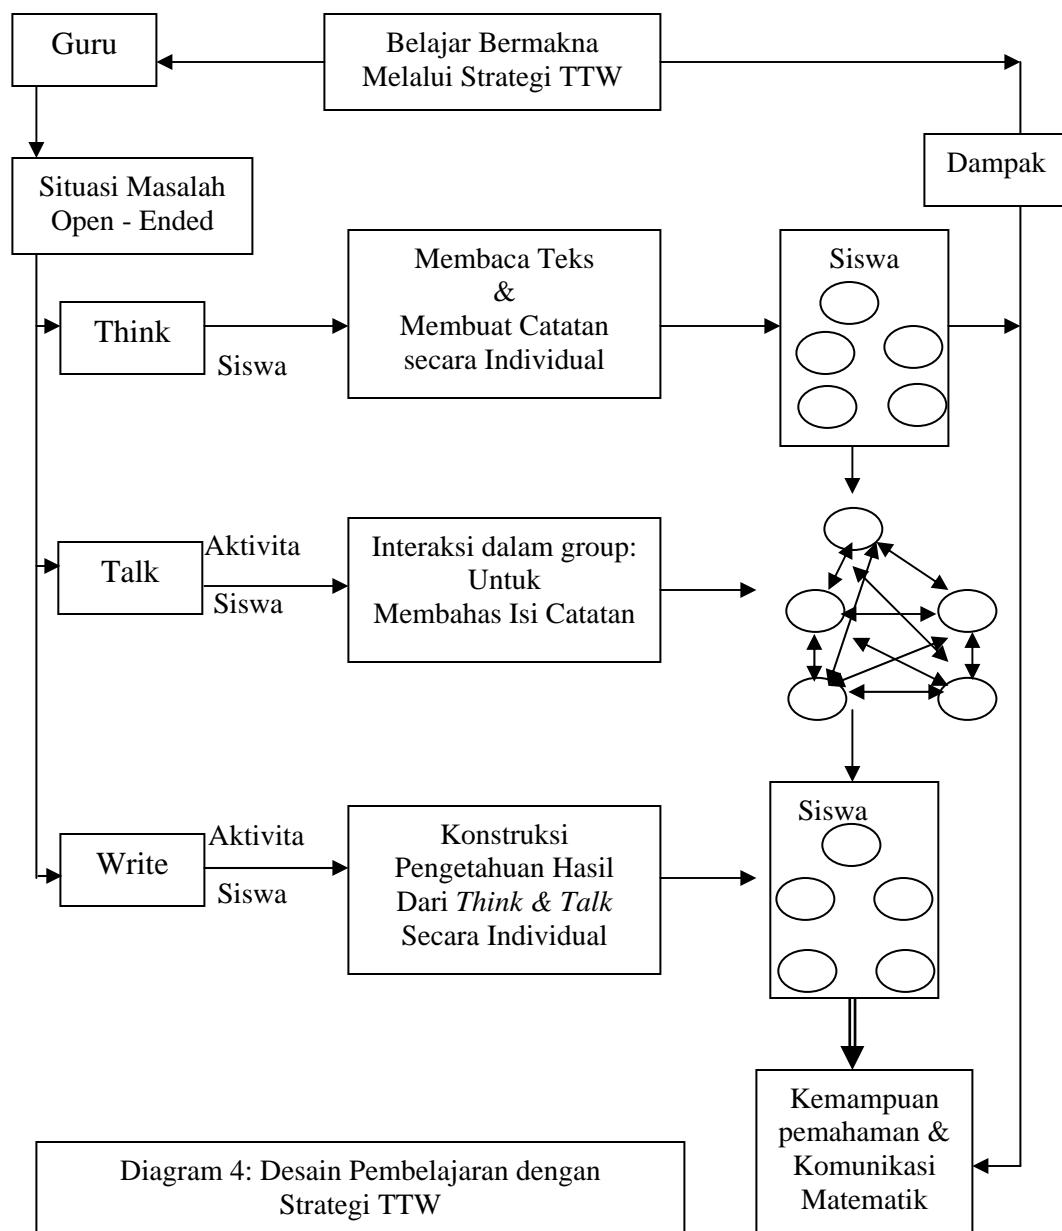 Guru
Belajar Bermakna
Melalui Strategi TTW
Dampak
Situasi Masalah
Open - Ended
Think
Siswa
Membaca Teks
&
Membuat Catatan
secara Individual
Siswa
Talk
Aktivita
Siswa
Interaksi dalam group:
Untuk
Membahas Isi Catatan
Write
Aktivita
Siswa
Konstruksi
Pengetahuan Hasil
Dari Think & Talk
Secara Individual
Siswa
Kemampuan
pemahaman &
Komunikasi
Matematik
Diagram 4: Desain Pembelajaran dengan
Strategi TTW